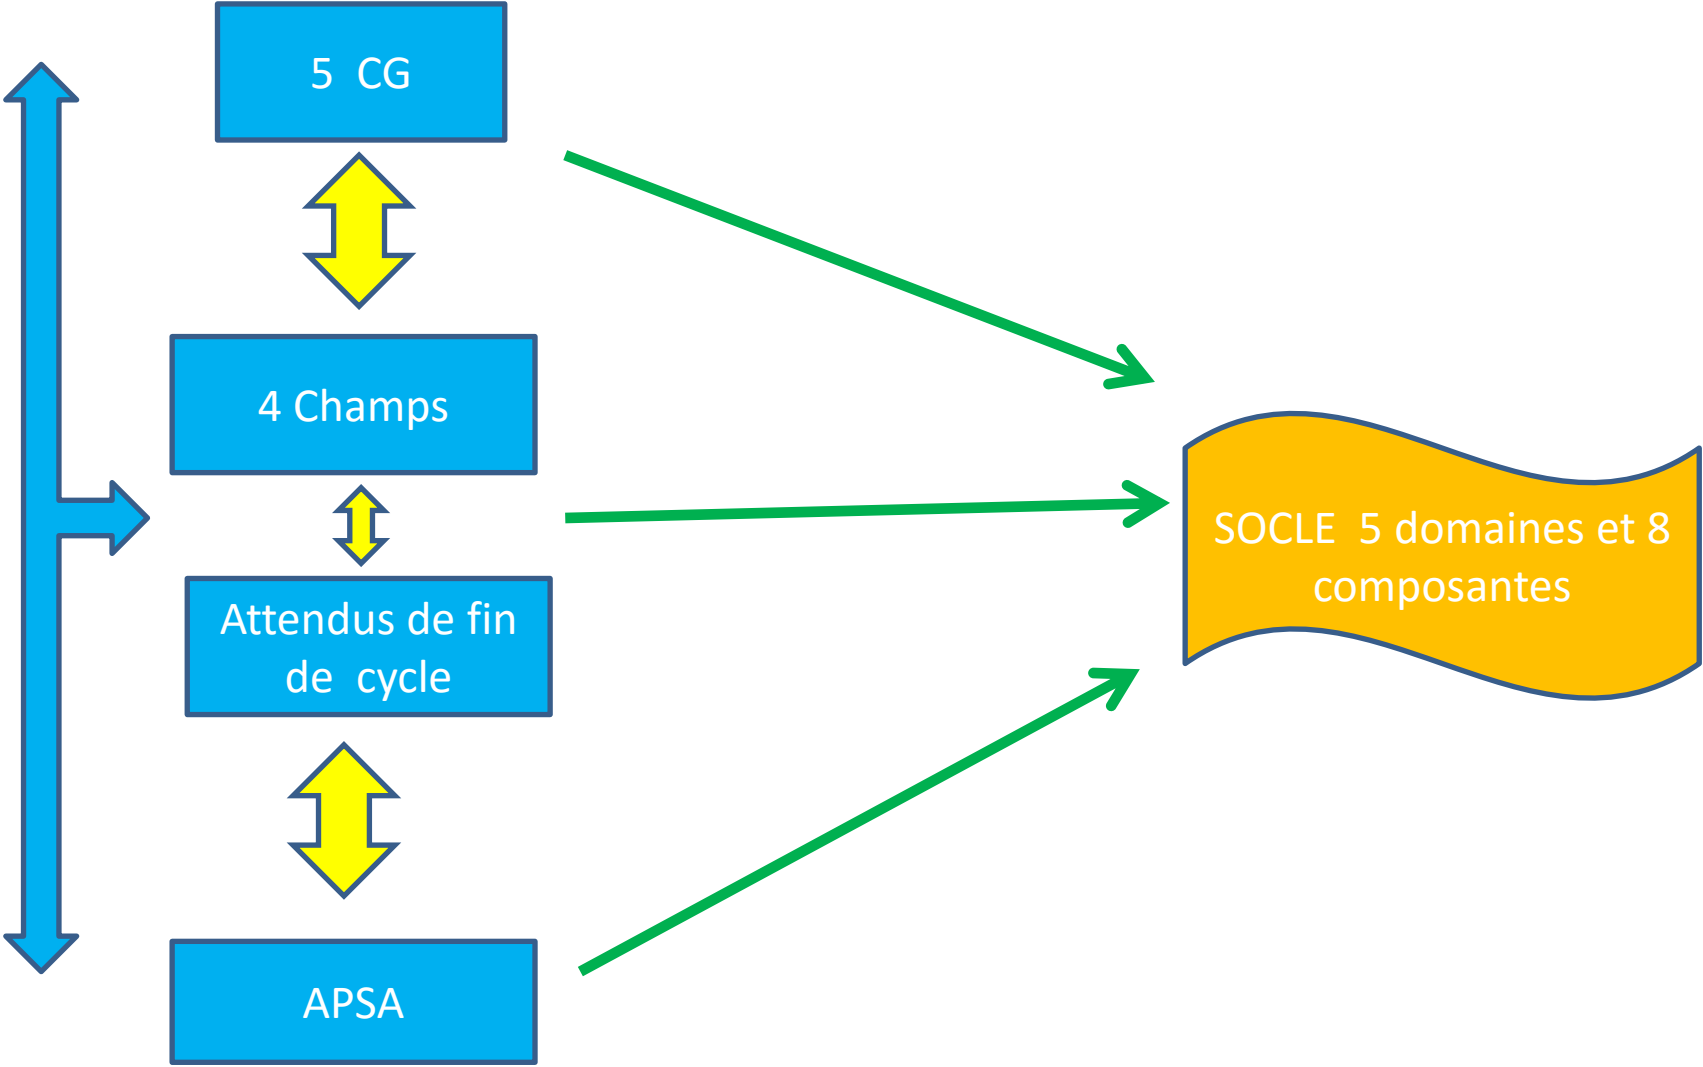 5 CG
4 Champs
Attendus de fin
de cycle
APSA
SOCLE 5 domaines et 8
composantes